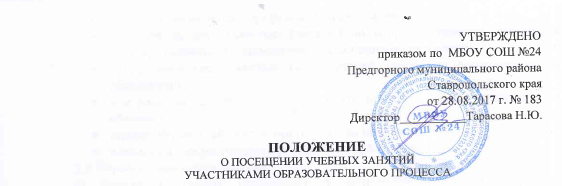 УТВЕРЖДЕНО
приказом по МБОУ СОШ №24
Предгорного муниципального района
Ставропольского края
от 28.08.2017 г. № 183
Директор Тарасова Н.Ю.
МБОУ
СОШ №24
ПОЛОЖЕНИЕ
О ПОСЕЩЕНИИ УЧЕБНЫХ ЗАНЯТИЙ
УЧАСТНИКАМИ ОБРАЗОВАТЕЛЬНОГО ПРОЦЕССА